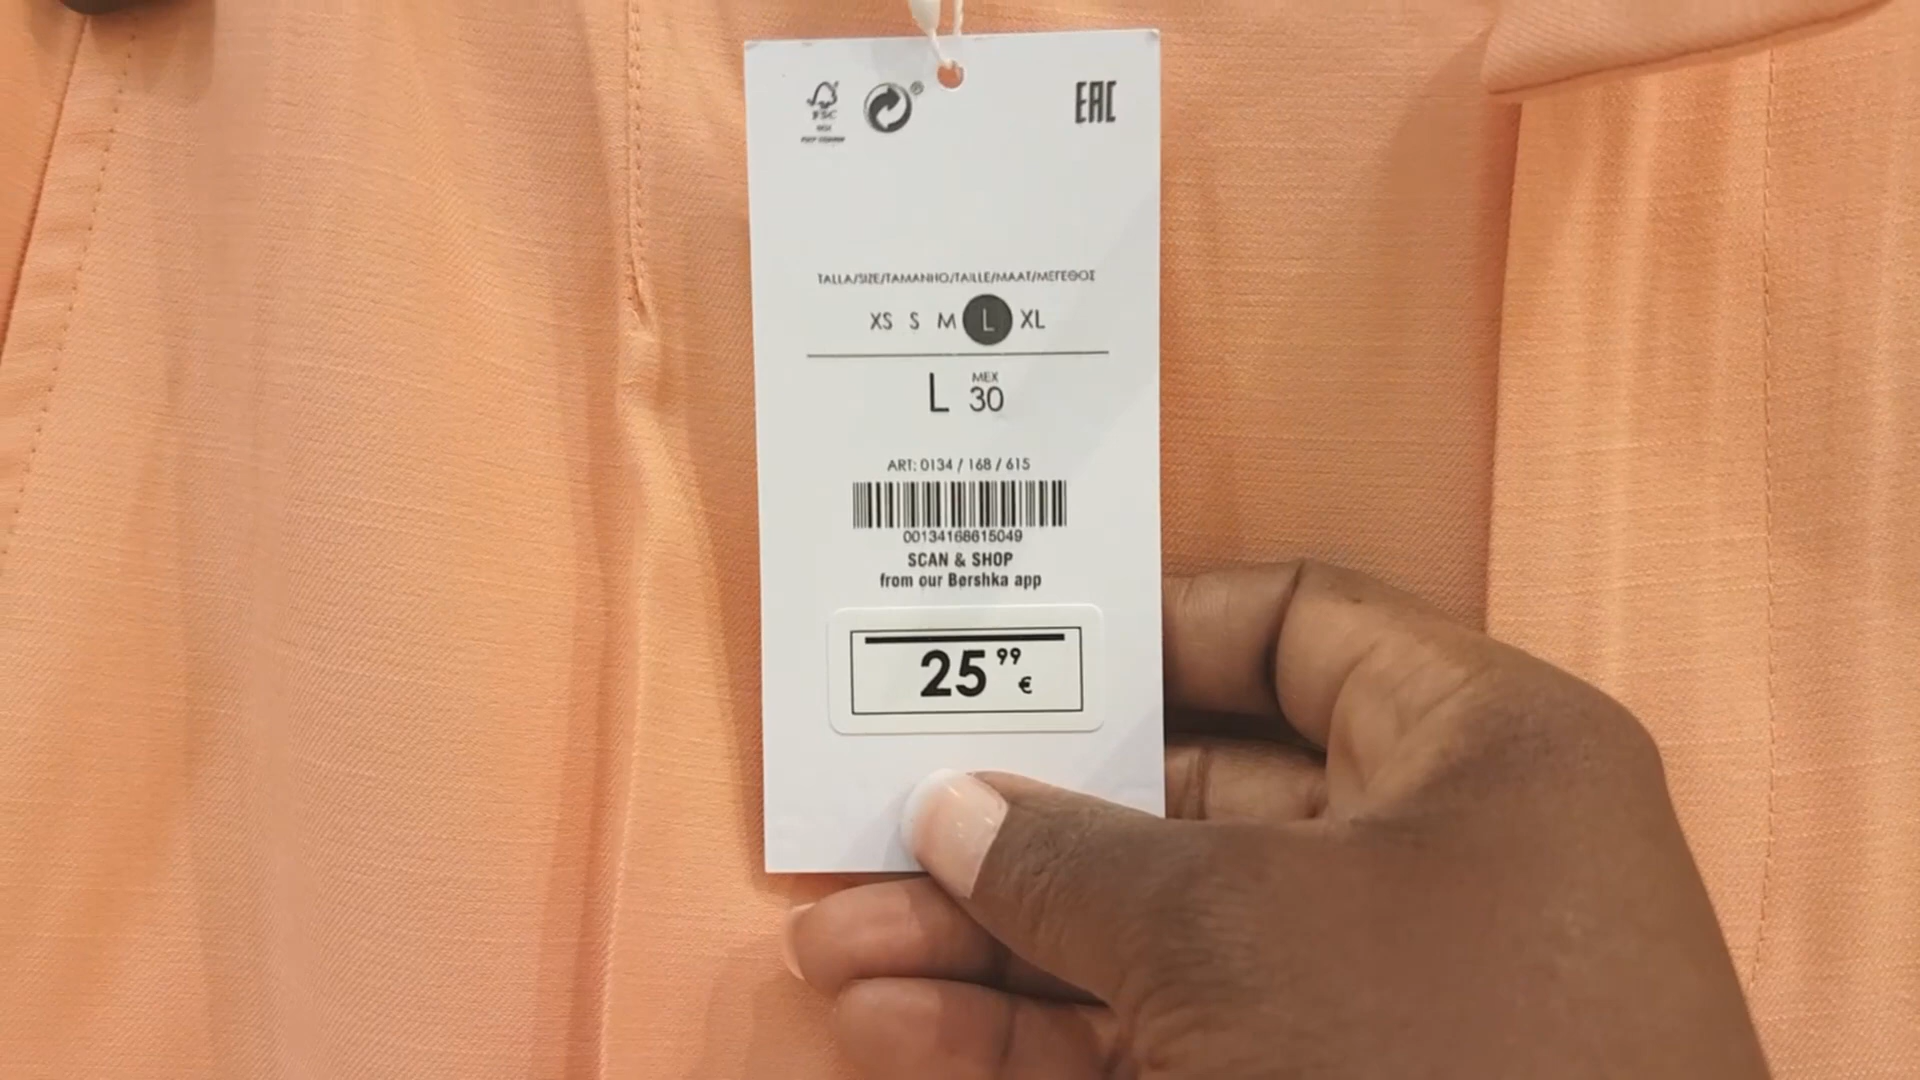 FSC
®
EAC
TALLA/SIZE/TAMANHO/TAILLE/MAAT/ΜΕΓΕΘΟΣ
XS S M L XL
L MEX 30
ART: 0134 / 168 / 615
00134168615049
SCAN & SHOP
from our Bershka app
25 99 €